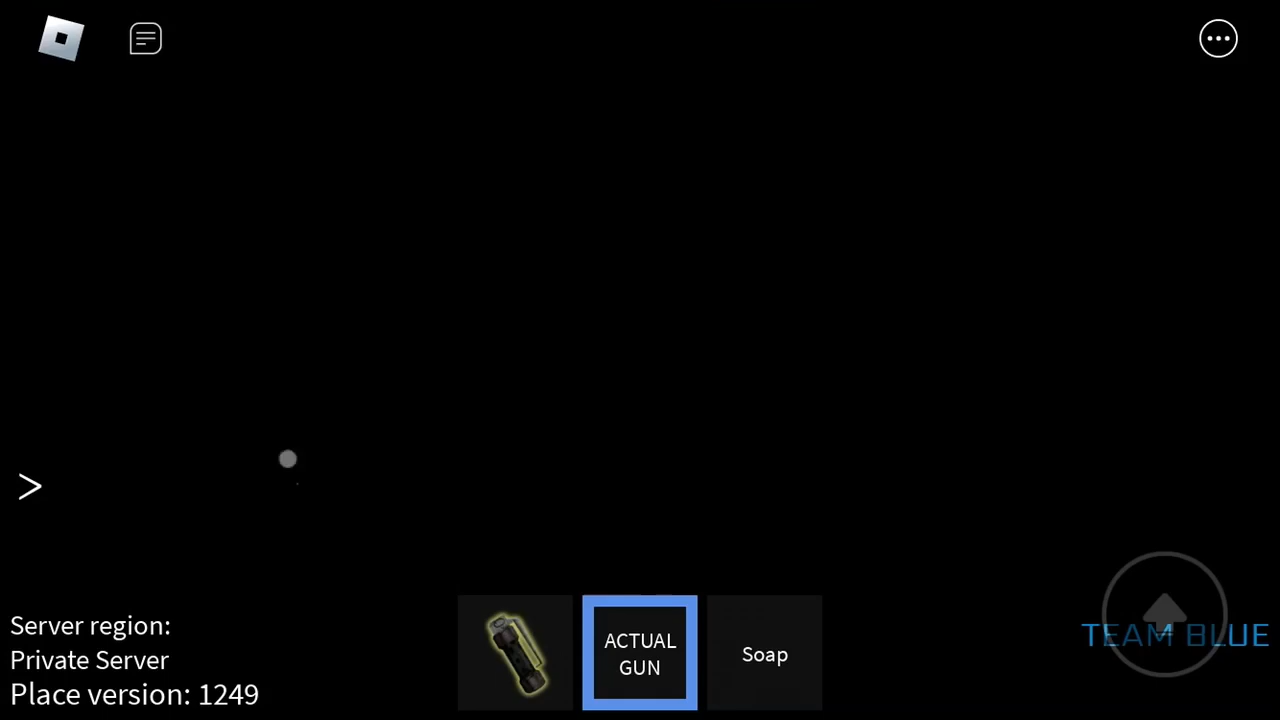 >
Server region:
Private Server
Place version: 1249
ACTUAL
GUN
Soap
TEAM BLUE